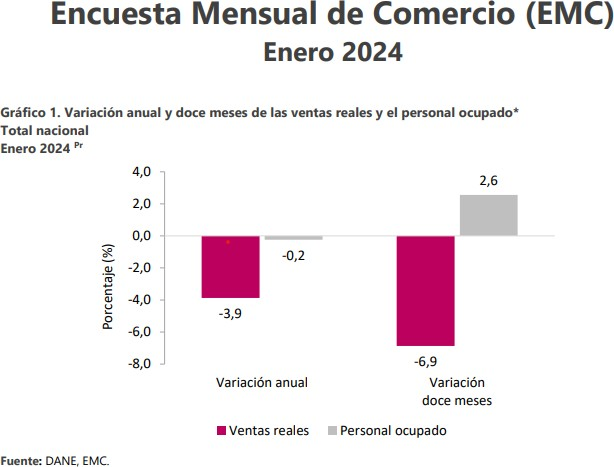 Encuesta Mensual de Comercio (EMC)
Enero 2024
Gráfico 1. Variación anual y doce meses de las ventas reales y el personal ocupado*
Total nacional
Enero 2024 Pr
4,0
2,0
0,0
-2,0
-4,0
-6,0
-8,0
Porcentaje (%)
-3,9
-0,2
-6,9
2,6
Variación anual
Variación
doce meses
Ventas reales
Personal ocupado
Fuente: DANE, EMC.